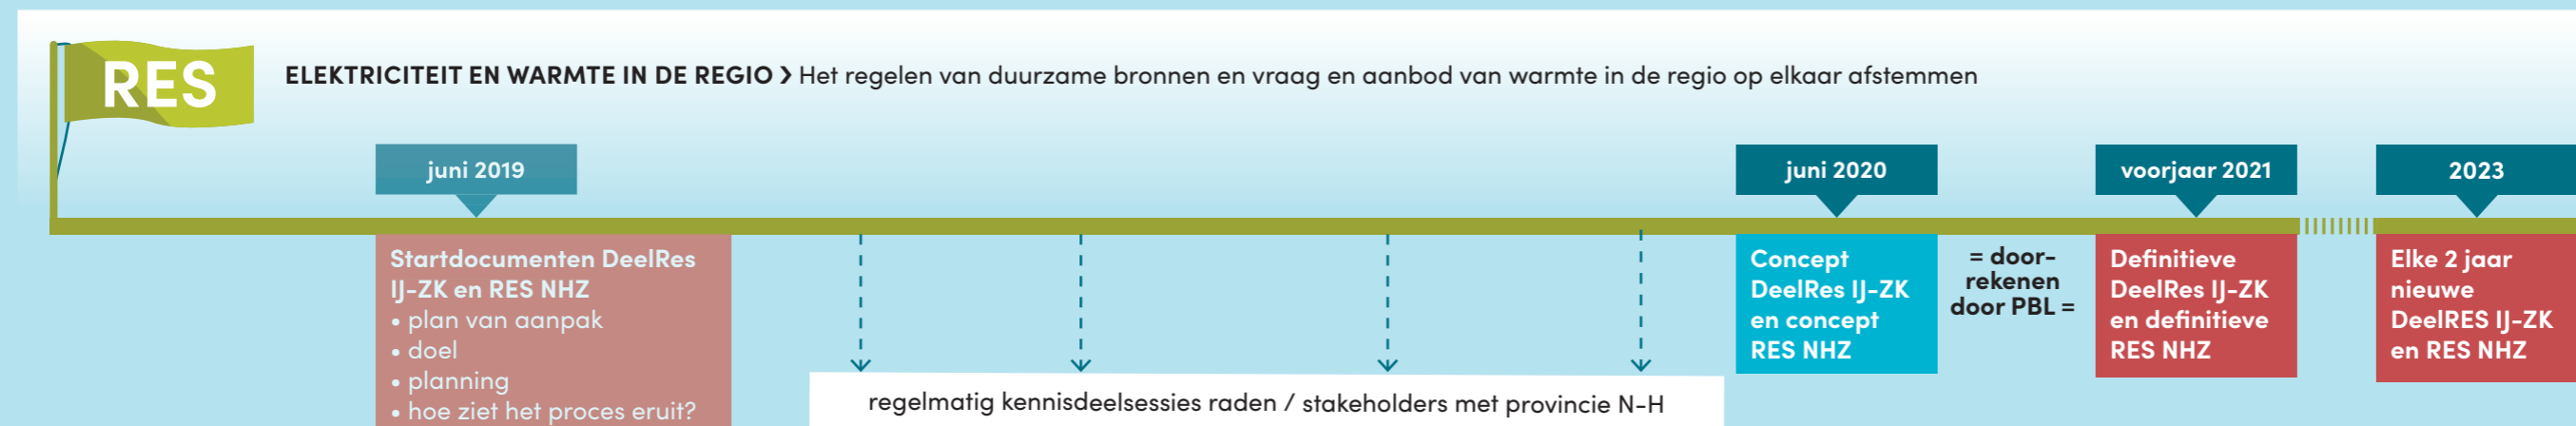 RES
ELEKTRICITEIT EN WARMTE IN DE REGIO > Het regelen van duurzame bronnen en vraag en aanbod van warmte in de regio op elkaar afstemmen
juni 2019
juni 2020
voorjaar 2021
2023
Startdocumenten DeelRes
IJ-ZK en RES NHZ
• plan van aanpak
• doel
• planning
• hoe ziet het proces eruit?
regelmatig kennisdeelsessies raden / stakeholders met provincie N-H
Concept
DeelRes IJ-ZK
en concept
RES NHZ
= door-
rekenen
door PBL =
Definitieve
DeelRes IJ-ZK
en definitieve
RES NHZ
Elke 2 jaar
nieuwe
DeelRES IJ-ZK
en RES NHZ